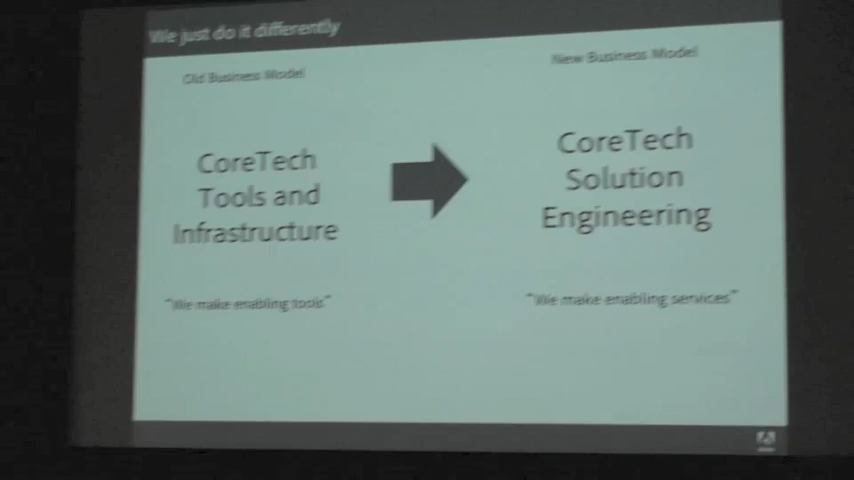 We just do it differently
Old Business Model
New Business Model
CoreTech
Tools and
Infrastructure
CoreTech
Solution
Engineering
"We make enabling tools"
"We make enabling services"